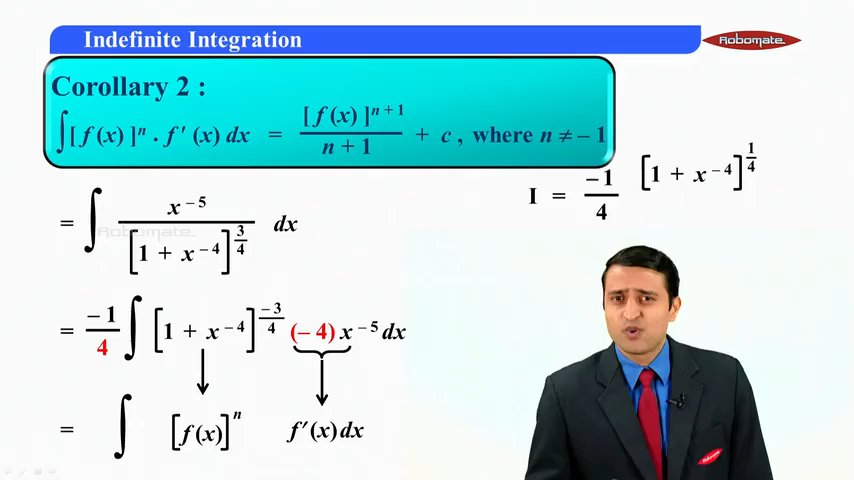 Indefinite Integration
Robomate
Corollary 2 :
∫[ f(x) ]ⁿ . f′(x) dx = [ f(x) ]ⁿ⁺¹ / n + 1 + c , where n ≠ – 1
= ∫ x⁻⁵ / [1 + x⁻⁴]^(3/4) dx
Robomate
I = –1/4 [1 + x⁻⁴]^(1/4)
= –1/4 ∫ [1 + x⁻⁴]^(–3/4) (– 4) x⁻⁵ dx
= ∫ [f(x)]ⁿ f′(x) dx
Robomate